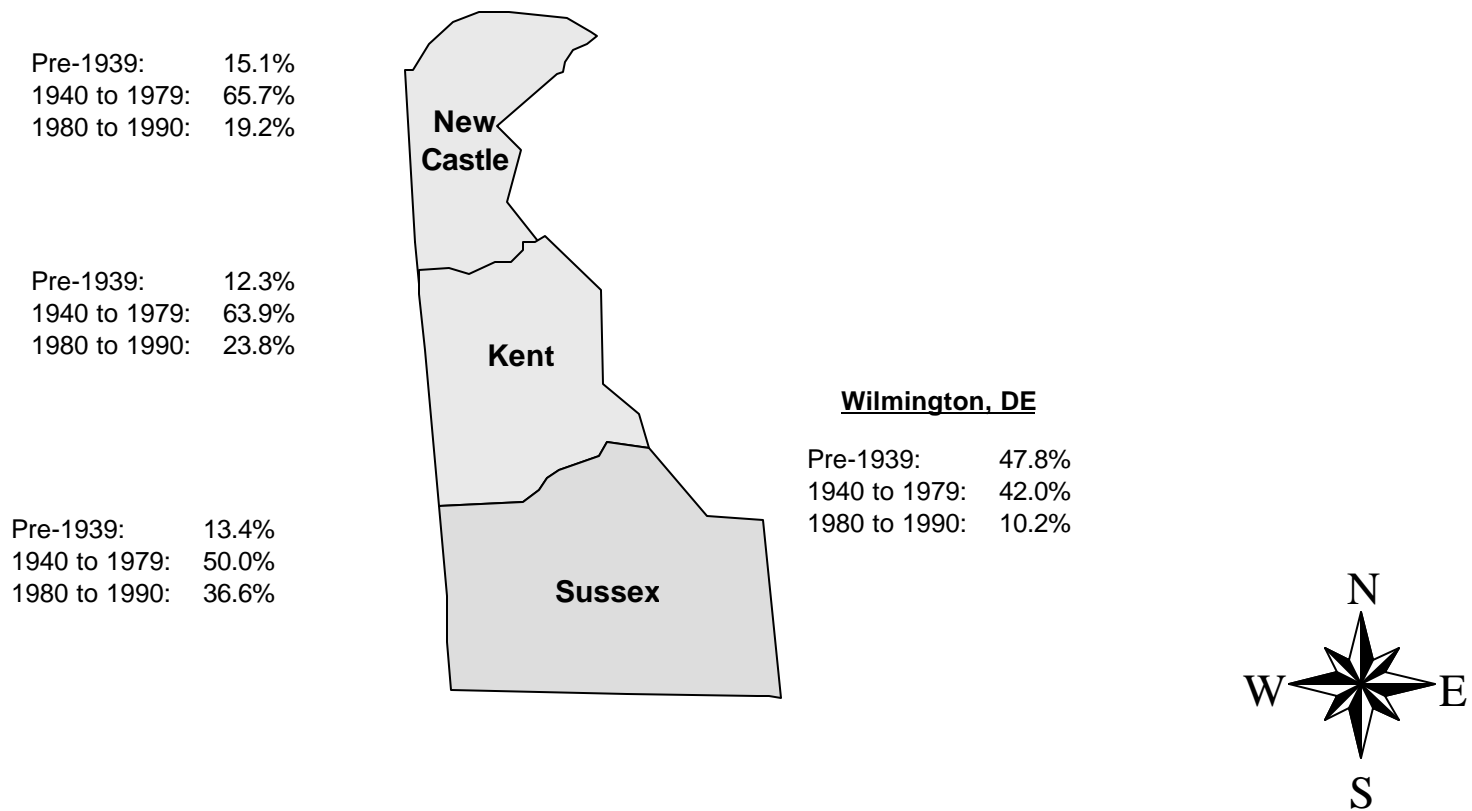 Pre-1939: 15.1%
1940 to 1979: 65.7%
1980 to 1990: 19.2%
New
Castle
Pre-1939: 12.3%
1940 to 1979: 63.9%
1980 to 1990: 23.8%
Kent
Wilmington, DE
Pre-1939: 47.8%
1940 to 1979: 42.0%
1980 to 1990: 10.2%
Pre-1939: 13.4%
1940 to 1979: 50.0%
1980 to 1990: 36.6%
Sussex
N
W E
S